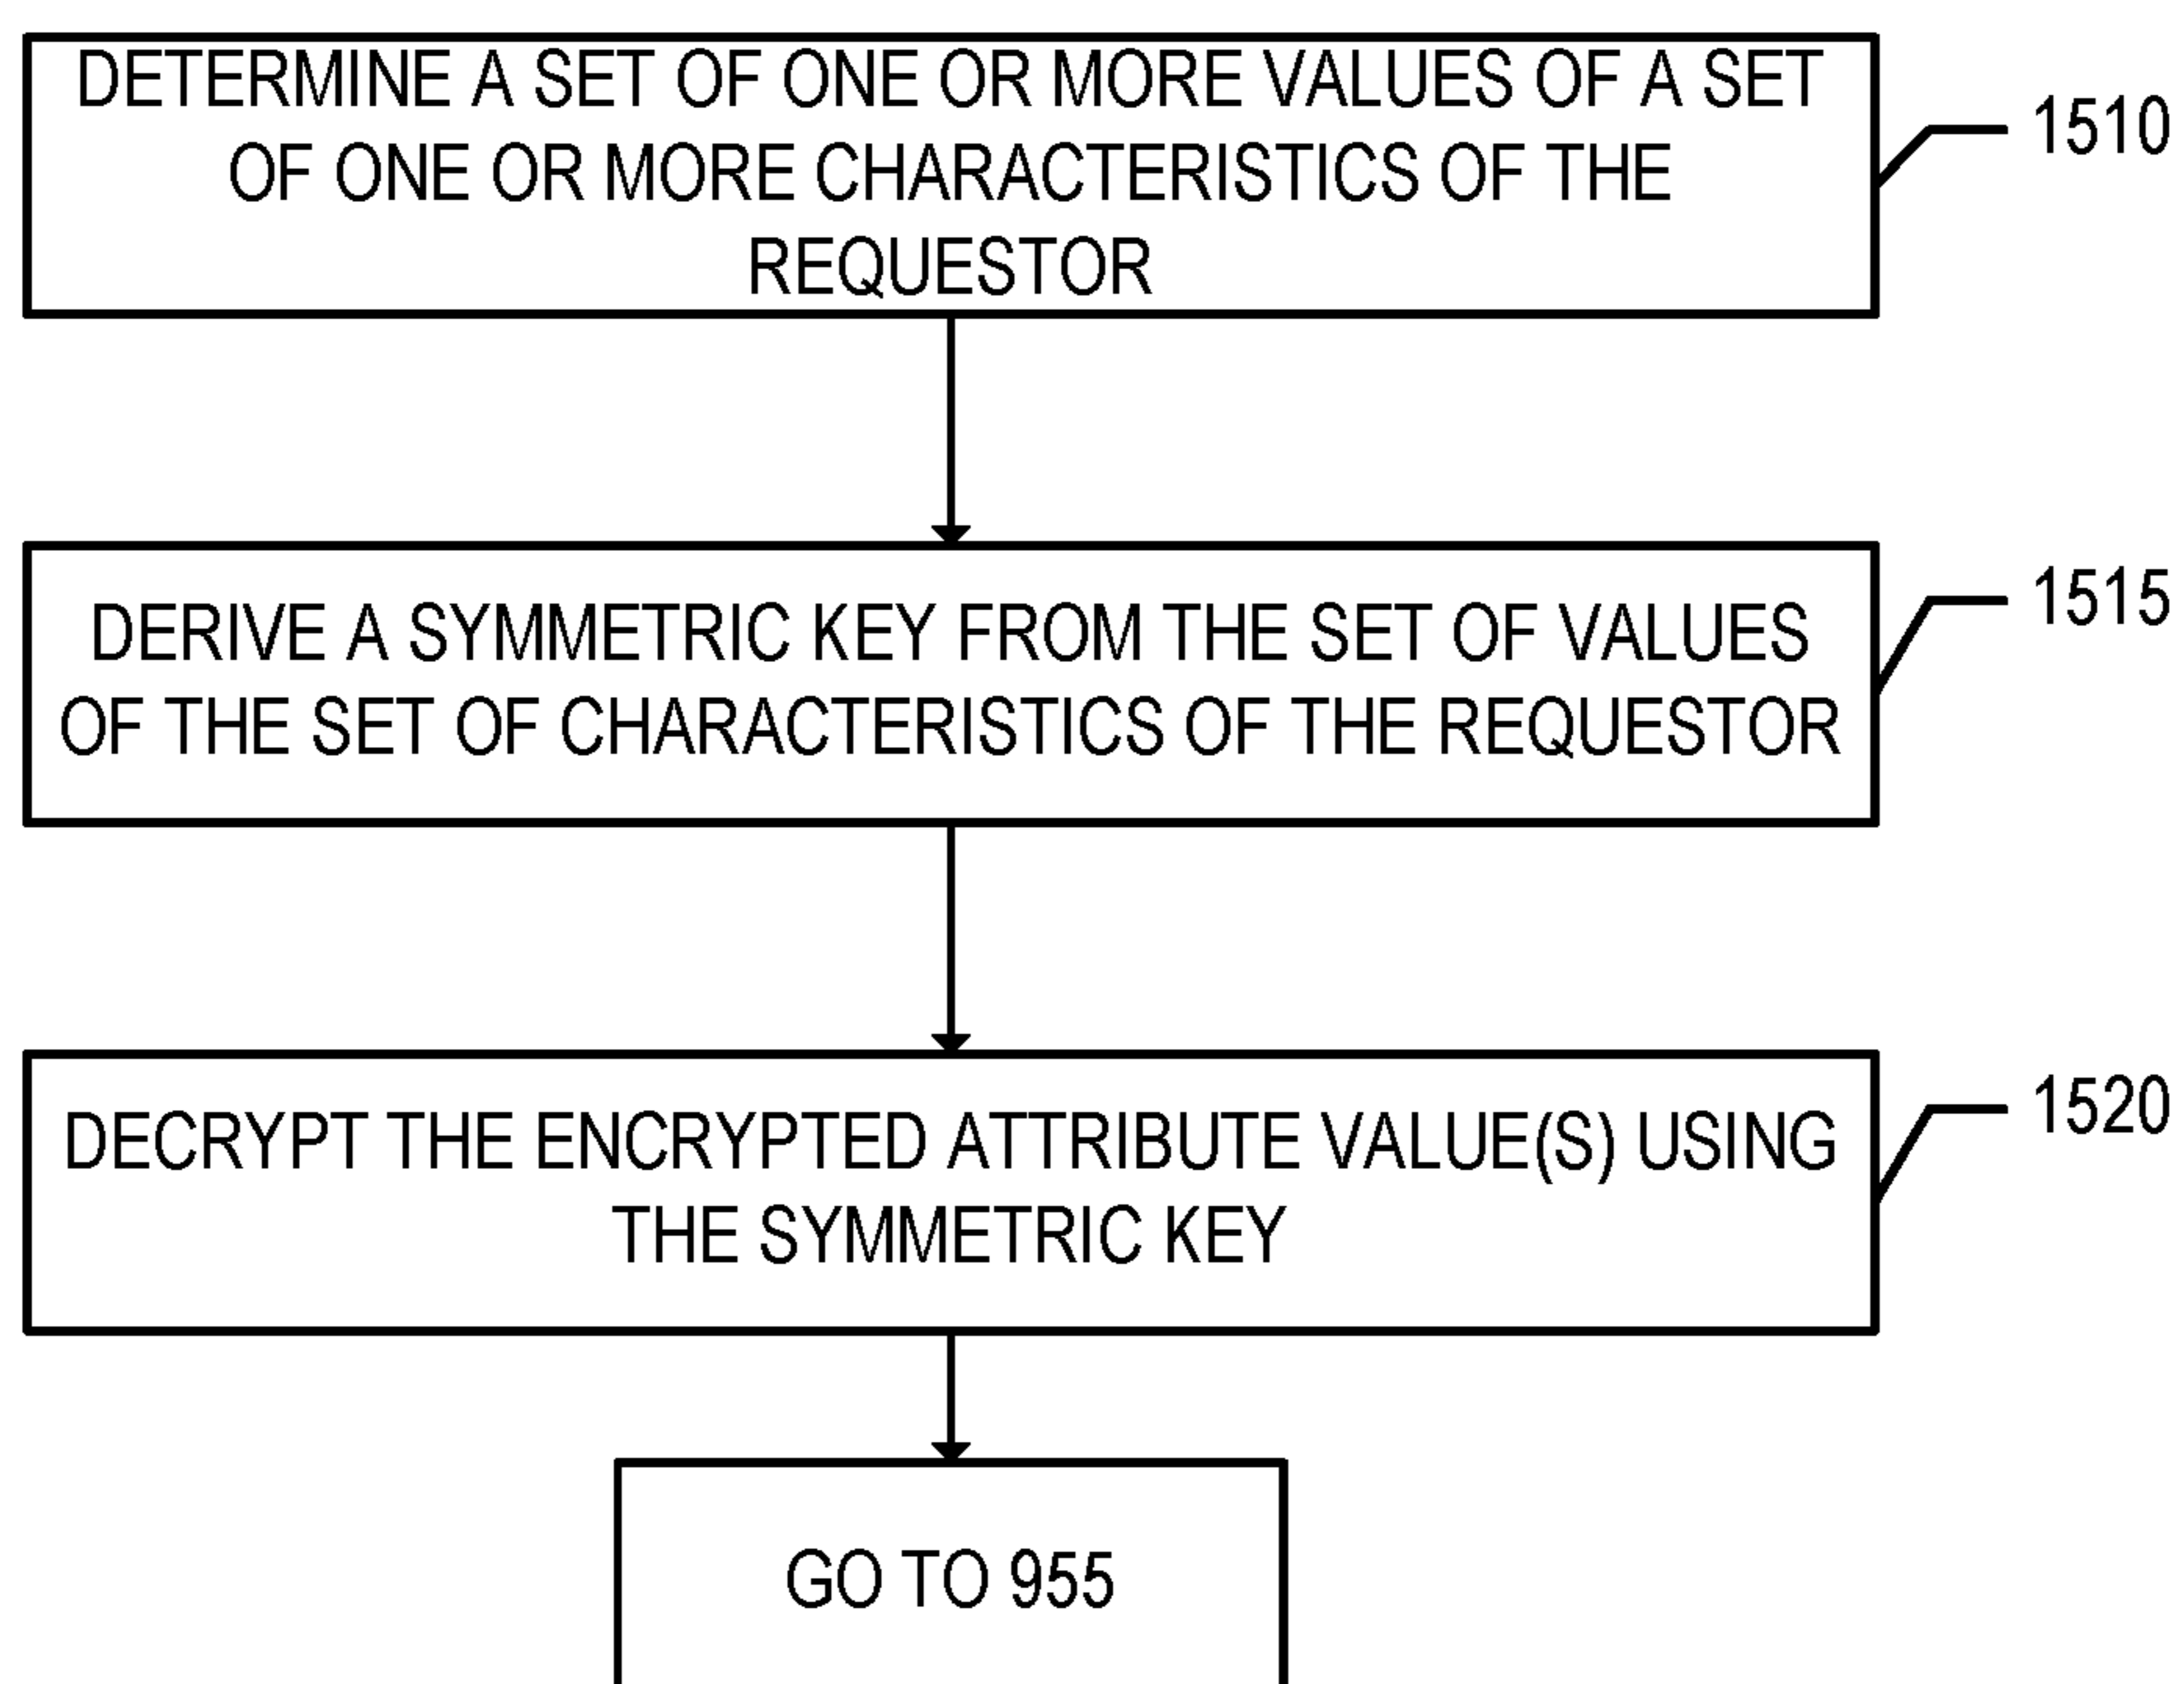 DETERMINE A SET OF ONE OR MORE VALUES OF A SET
OF ONE OR MORE CHARACTERISTICS OF THE
REQUESTOR
1510
DERIVE A SYMMETRIC KEY FROM THE SET OF VALUES
OF THE SET OF CHARACTERISTICS OF THE REQUESTOR
1515
DECRYPT THE ENCRYPTED ATTRIBUTE VALUE(S) USING
THE SYMMETRIC KEY
1520
GO TO 955